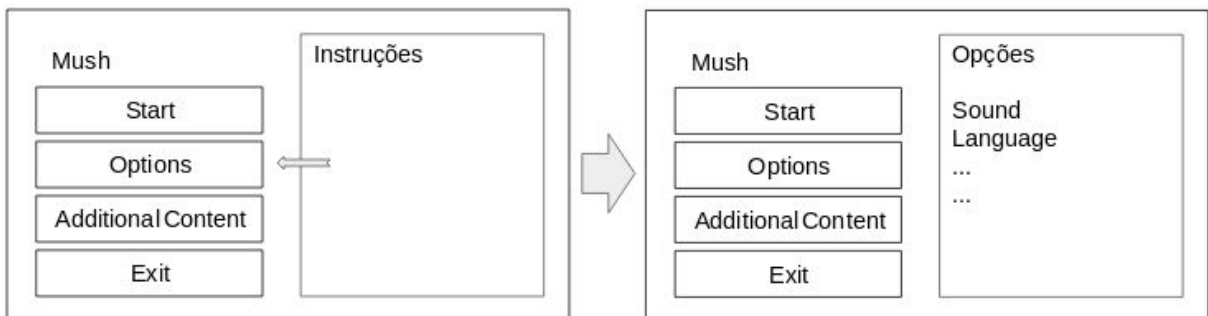 Mush
Start
Options
Additional Content
Exit
Instruções
Mush
Start
Options
Additional Content
Exit
Opções
Sound
Language
...
...